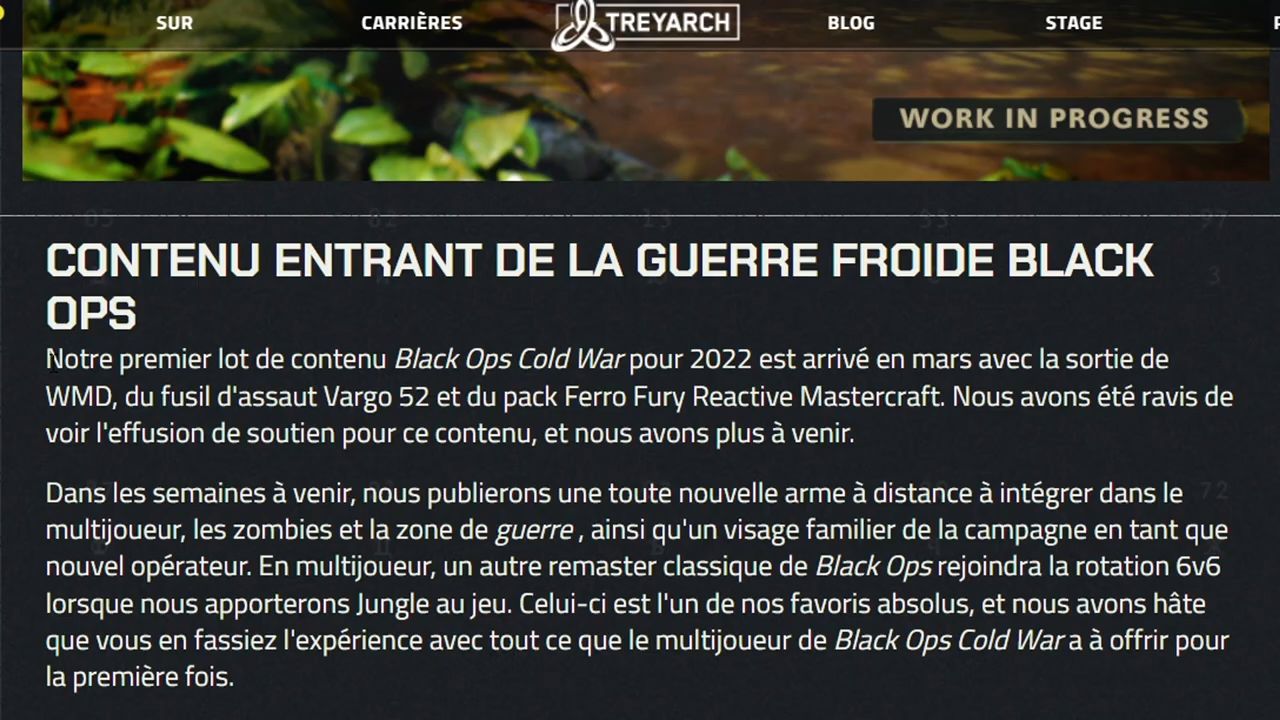 SUR CARRIÈRES TREYARCH BLOG STAGE
WORK IN PROGRESS
CONTENU ENTRANT DE LA GUERRE FROIDE BLACK
OPS
Notre premier lot de contenu Black Ops Cold War pour 2022 est arrivé en mars avec la sortie de
WMD, du fusil d'assaut Vargo 52 et du pack Ferro Fury Reactive Mastercraft. Nous avons été ravis de
voir l'effusion de soutien pour ce contenu, et nous avons plus à venir.
Dans les semaines à venir, nous publierons une toute nouvelle arme à distance à intégrer dans le
multijoueur, les zombies et la zone de guerre , ainsi qu'un visage familier de la campagne en tant que
nouvel opérateur. En multijoueur, un autre remaster classique de Black Ops rejoindra la rotation 6v6
lorsque nous apporterons Jungle au jeu. Celui-ci est l'un de nos favoris absolus, et nous avons hâte
que vous en fassiez l'expérience avec tout ce que le multijoueur de Black Ops Cold War a à offrir pour
la première fois.